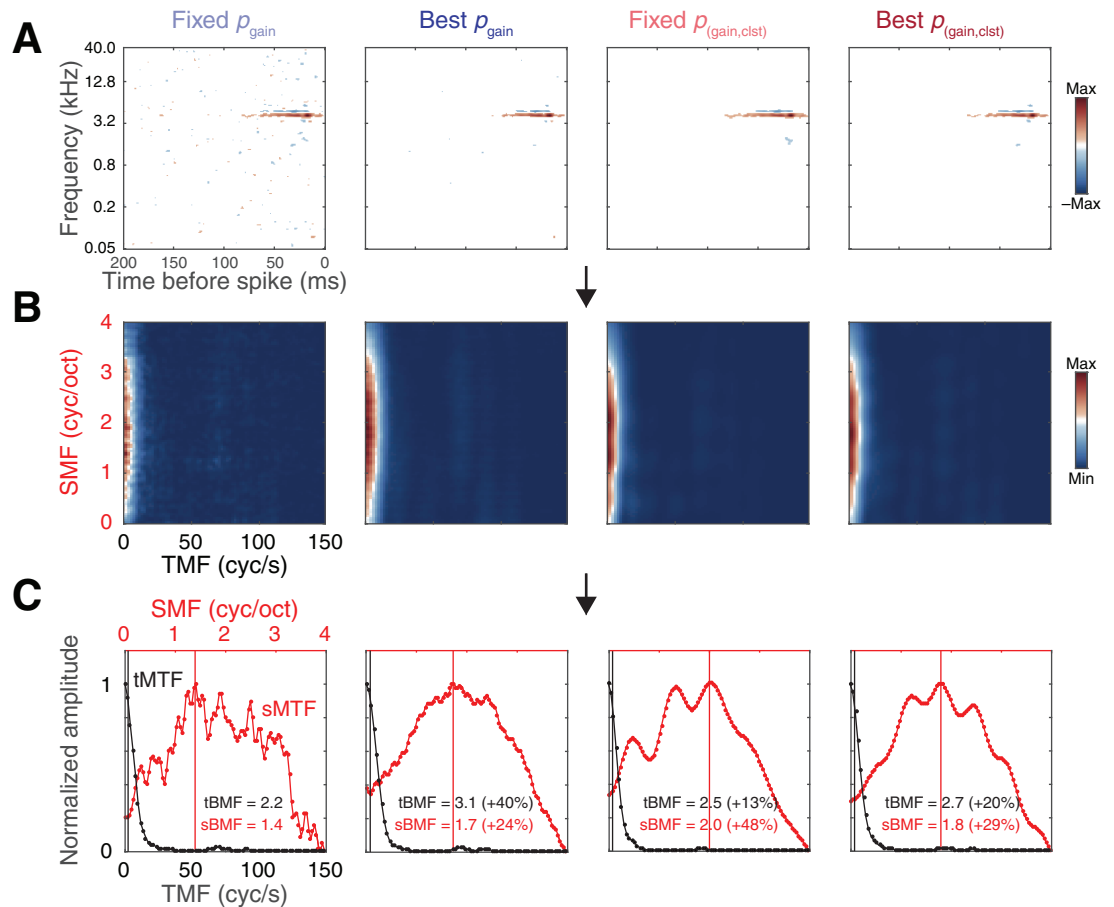 A
Fixed pgain
Best pgain
Fixed p(gain,clst)
Best p(gain,clst)
Frequency (kHz)
40.0
12.8
3.2
0.8
0.2
0.05
200 150 100 50 0
Time before spike (ms)
Max
–Max
B
SMF (cyc/oct)
4
3
2
1
0
0 50 100 150
TMF (cyc/s)
Max
Min
C
SMF (cyc/oct)
0 1 2 3 4
Normalized amplitude
1
0
tMTF
sMTF
tBMF = 2.2
sBMF = 1.4
tBMF = 3.1 (+40%)
sBMF = 1.7 (+24%)
tBMF = 2.5 (+13%)
sBMF = 2.0 (+48%)
tBMF = 2.7 (+20%)
sBMF = 1.8 (+29%)
0 50 100 150
TMF (cyc/s)